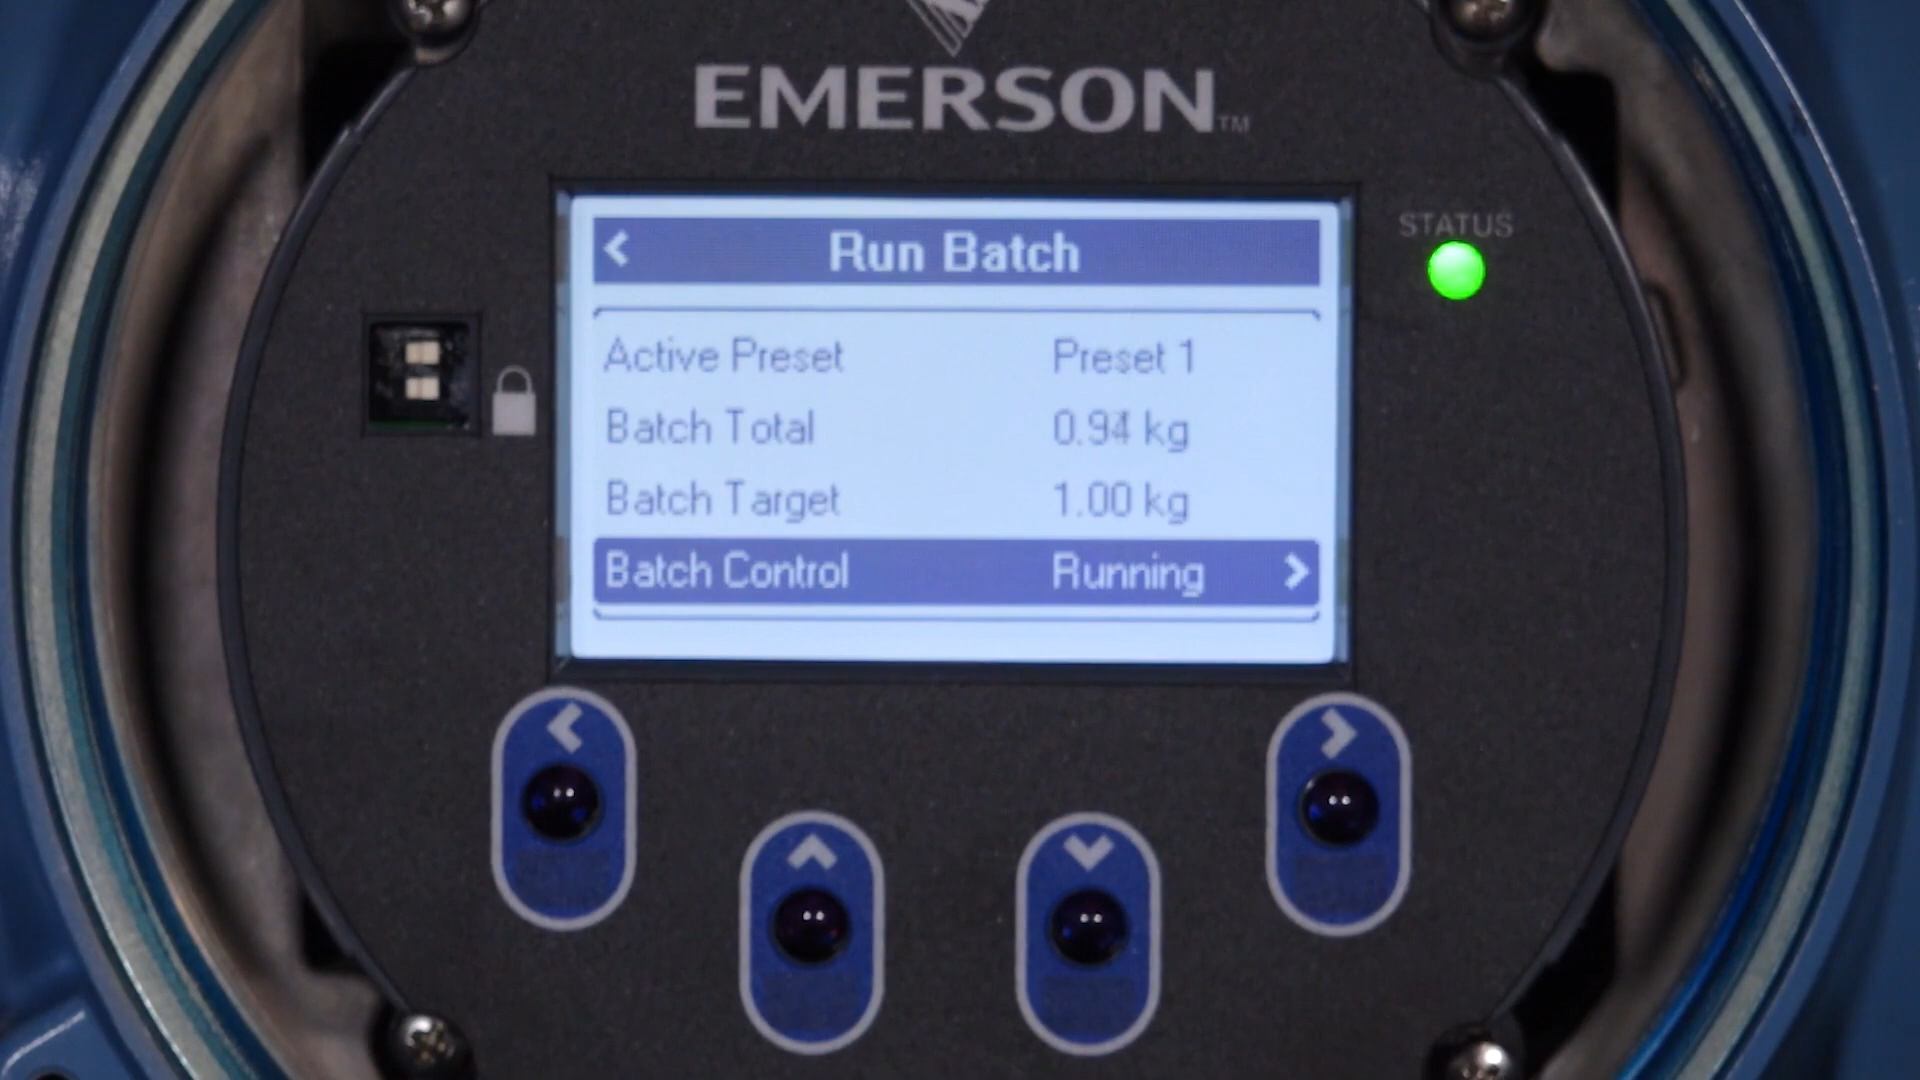 EMERSON™
STATUS
Run Batch
Active Preset Preset 1
Batch Total 0.94 kg
Batch Target 1.00 kg
Batch Control Running